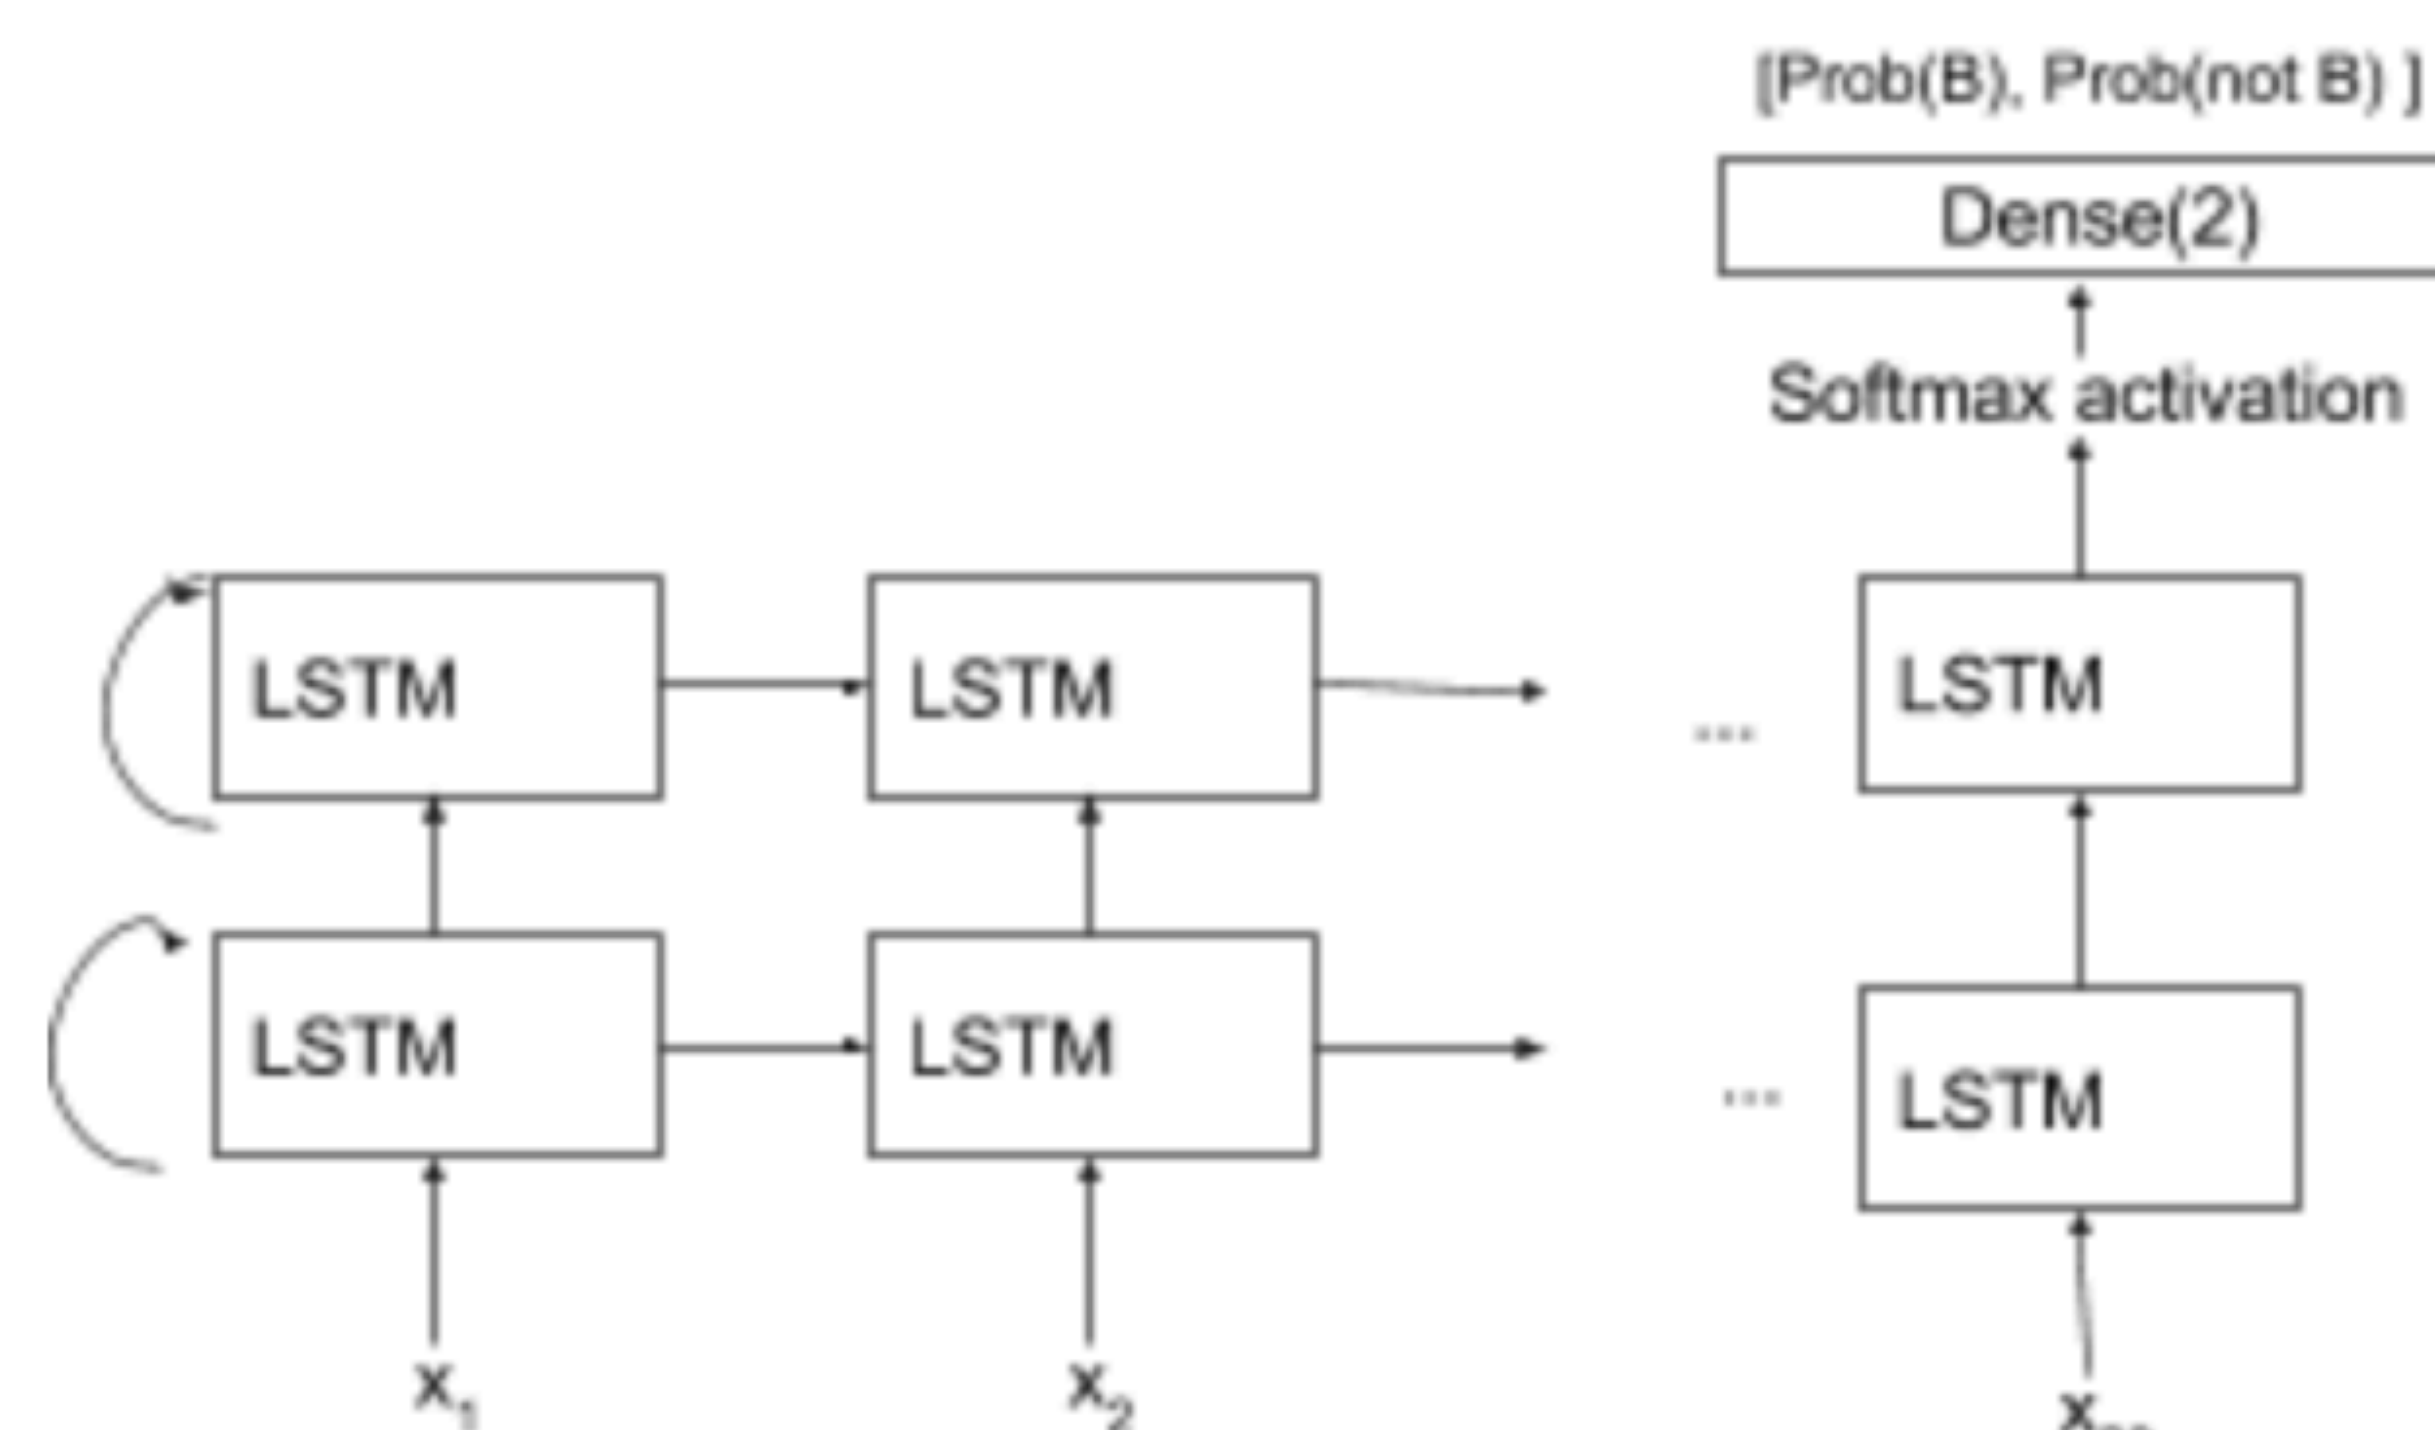 [Prob(B), Prob(not B) ]
Dense(2)
Softmax activation
LSTM LSTM ... LSTM
LSTM LSTM ... LSTM
x1 x2 x